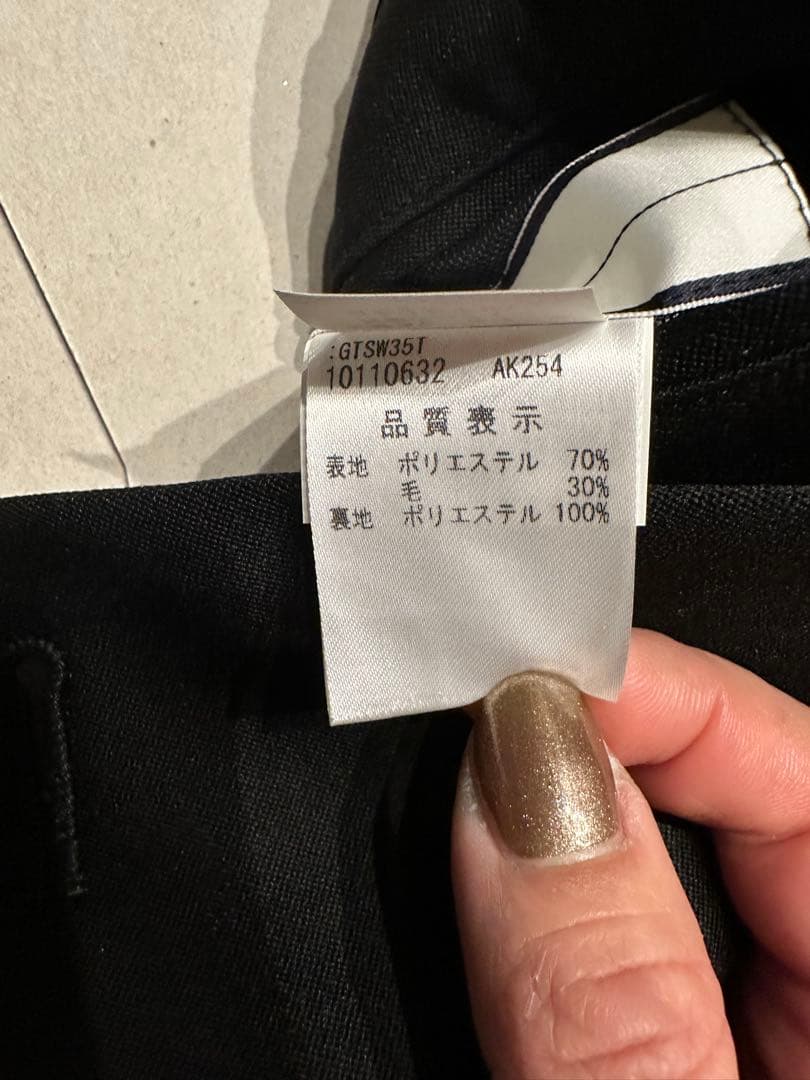 :GTSW35T
10110632 AK254
品質表示
表地 ポリエステル 70%
毛 30%
裏地 ポリエステル 100%